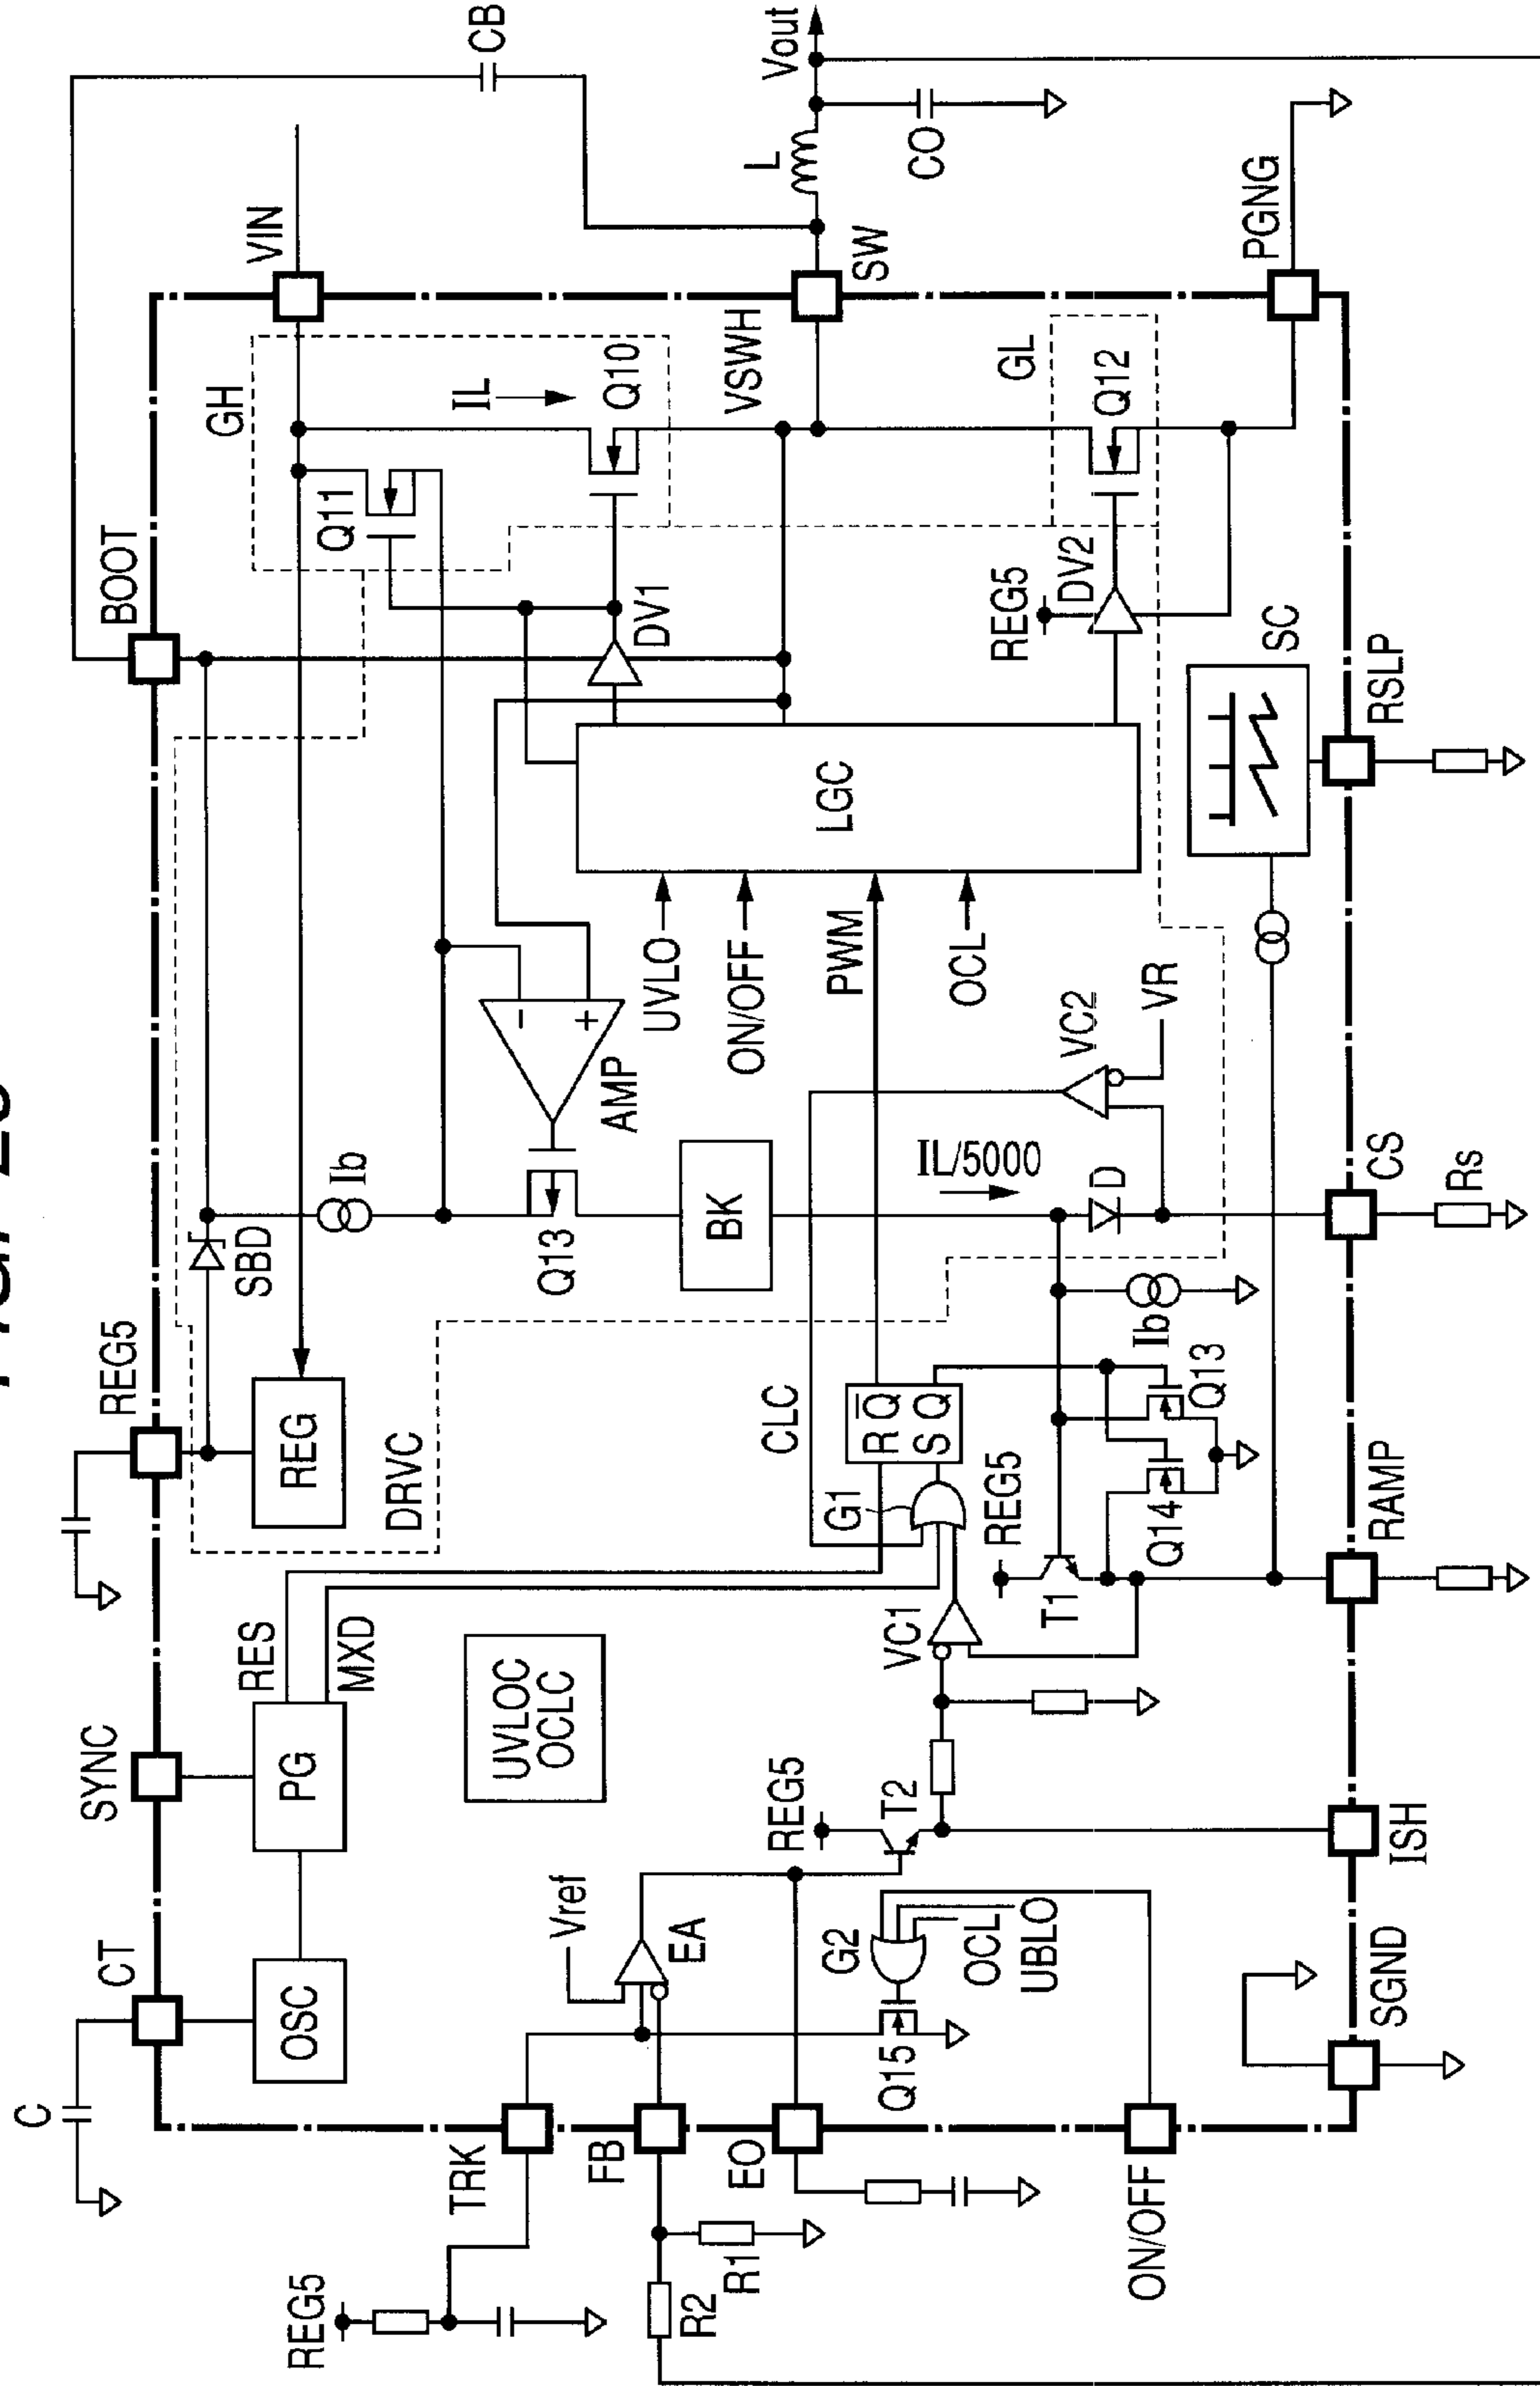 C
CT
SYNC
REG5
BOOT
CB
OSC
PG
RES
MXD
REG
DRVC
SBD
Ib
UVLOC
OCLC
Q11
GH
VIN
IL
Q10
DV1
AMP
-
+
Q13
BK
UVLO
ON/OFF
PWM
OCL
LGC
VSWH
SW
L
Vout
CO
REG5
DV2
GL
Q12
PGNG
REG5
TRK
FB
EO
ON/OFF
R2
R1
Vref
EA
REG5
T2
G2
OCL
UBLO
Q15
VC1
G1
CLC
R Q
S Q
REG5
T1
Q14
Q13
Ib
IL/5000
D
VC2
VR
SC
SGND
ISH
RAMP
CS
Rs
RSLP